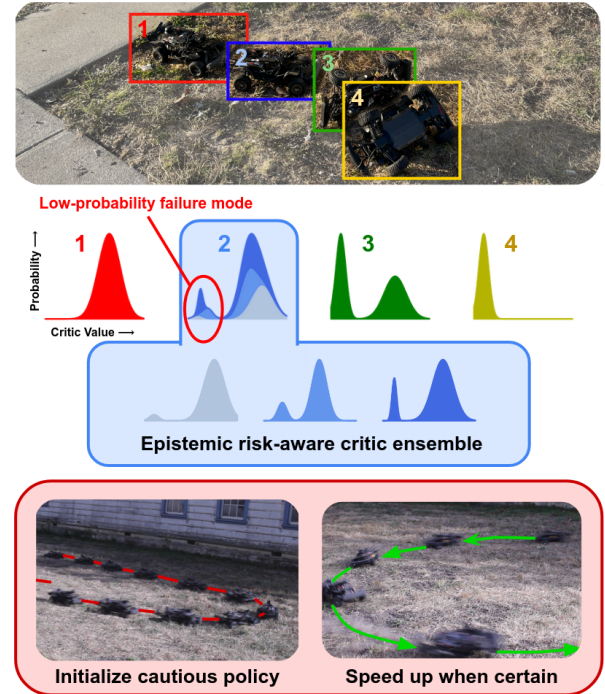 1
2
3
4
Low-probability failure mode
Probability →
1
2
3
4
Critic Value →
Epistemic risk-aware critic ensemble
Initialize cautious policy
Speed up when certain